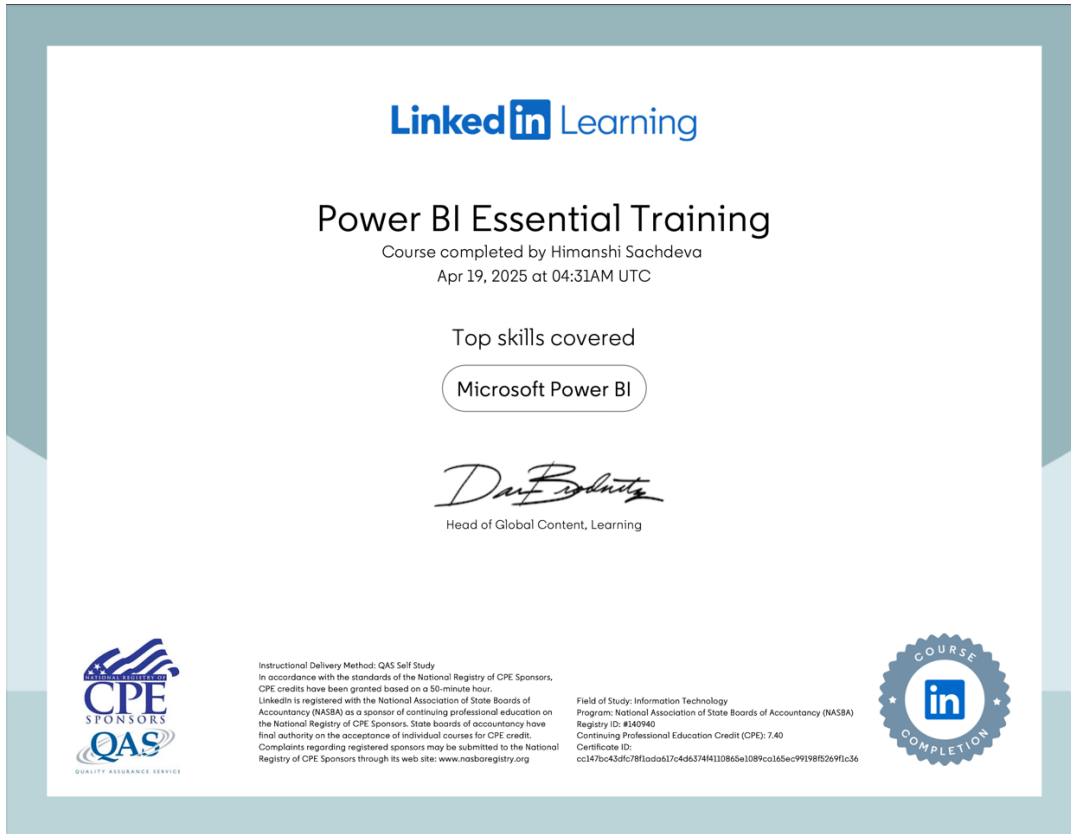 Linked in Learning
Power BI Essential Training
Course completed by Himanshi Sachdeva
Apr 19, 2025 at 04:31AM UTC
Top skills covered
Microsoft Power BI
Head of Global Content, Learning
NATIONAL REGISTRY OF
CPE
SPONSORS
QAS
QUALITY ASSURANCE SERVICE
Instructional Delivery Method: QAS Self Study
In accordance with the standards of the National Registry of CPE Sponsors,
CPE credits have been granted based on a 50-minute hour.
LinkedIn is registered with the National Association of State Boards of
Accountancy (NASBA) as a sponsor of continuing professional education on
the National Registry of CPE Sponsors. State boards of accountancy have
final authority on the acceptance of individual courses for CPE credit.
Complaints regarding registered sponsors may be submitted to the National
Registry of CPE Sponsors through its web site: www.nasbaregistry.org
Field of Study: Information Technology
Program: National Association of State Boards of Accountancy (NASBA)
Registry ID: #140940
Continuing Professional Education Credit (CPE): 7.40
Certificate ID:
cc147bc43dfc78f1ada617c4d6374f4110865e1089ca165ec99198f5269f1c36
COURSE
in
COMPLETION